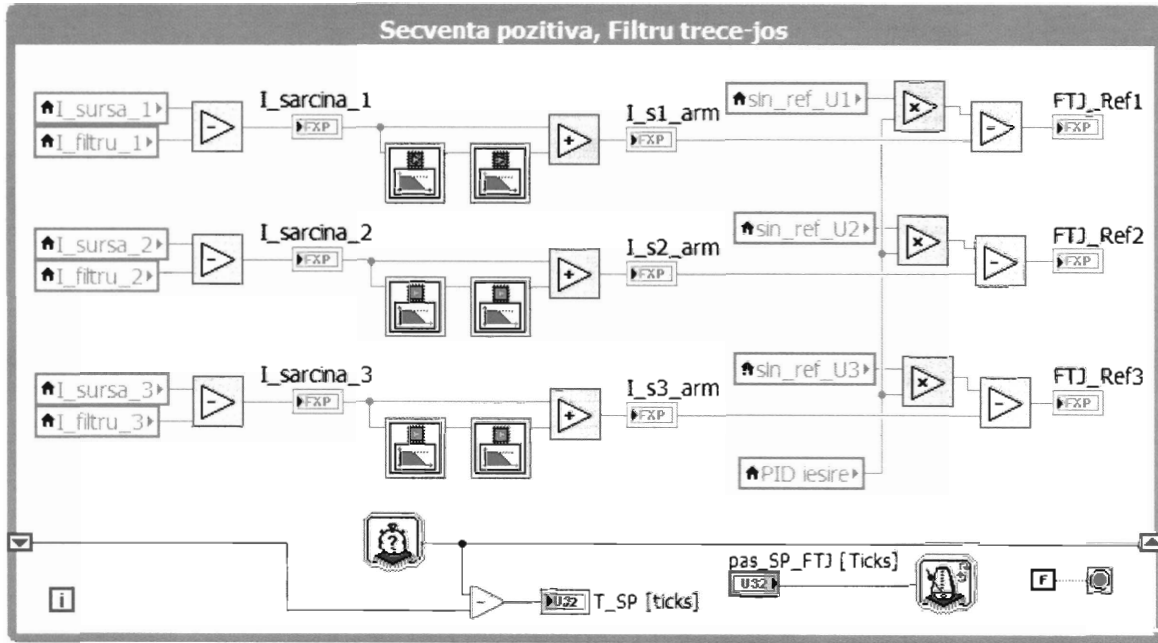 Secventa pozitiva, Filtru trece-jos
I_sursa_1
I_filtru_1
I_sarcina_1
FXP
I_s1_arm
FXP
sin_ref_U1
FTJ_Ref1
FXP
I_sursa_2
I_filtru_2
I_sarcina_2
FXP
I_s2_arm
FXP
sin_ref_U2
FTJ_Ref2
FXP
I_sursa_3
I_filtru_3
I_sarcina_3
FXP
I_s3_arm
FXP
sin_ref_U3
FTJ_Ref3
FXP
PID iesire
?
pas_SP_FTJ [Ticks]
U32
F
i
U32
T_SP [ticks]